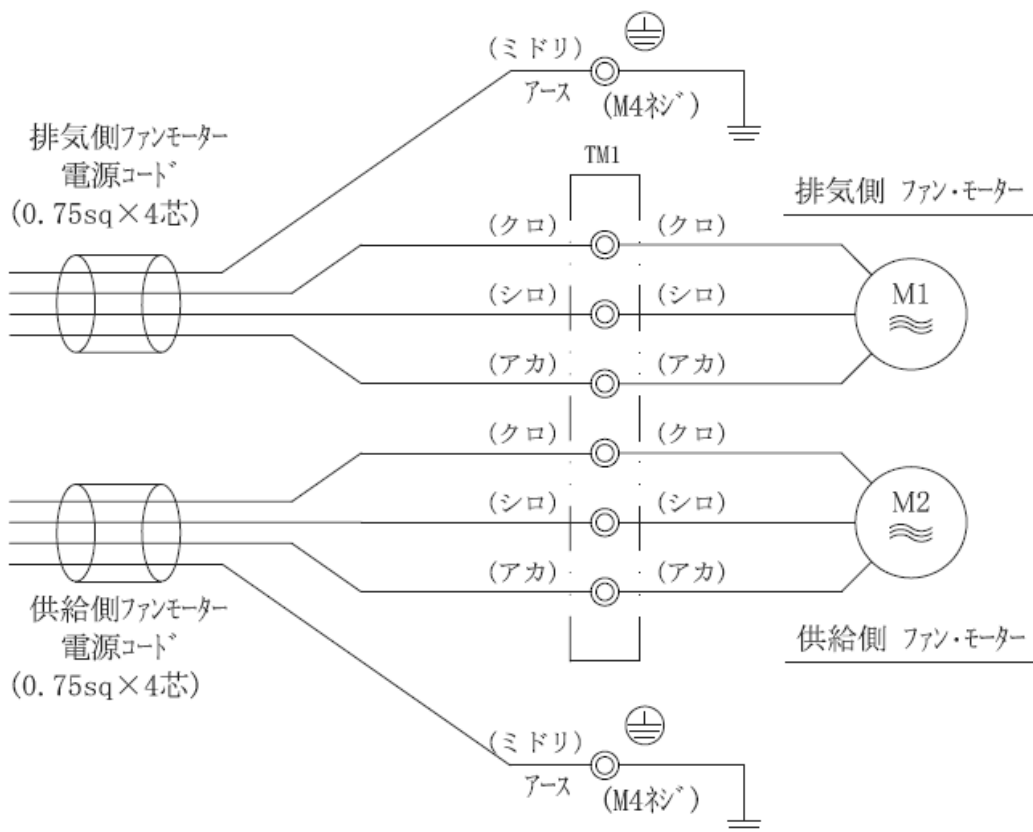 (ミドリ)
アース
(M4ネジ)
排気側ファンモーター
電源コード
(0.75sq×4芯)
TM1
排気側 ファン・モーター
(クロ) (クロ)
(シロ) (シロ)
M1
(アカ) (アカ)
(クロ) (クロ)
(シロ) (シロ)
M2
(アカ) (アカ)
供給側ファンモーター
電源コード
(0.75sq×4芯)
供給側 ファン・モーター
(ミドリ)
アース
(M4ネジ)